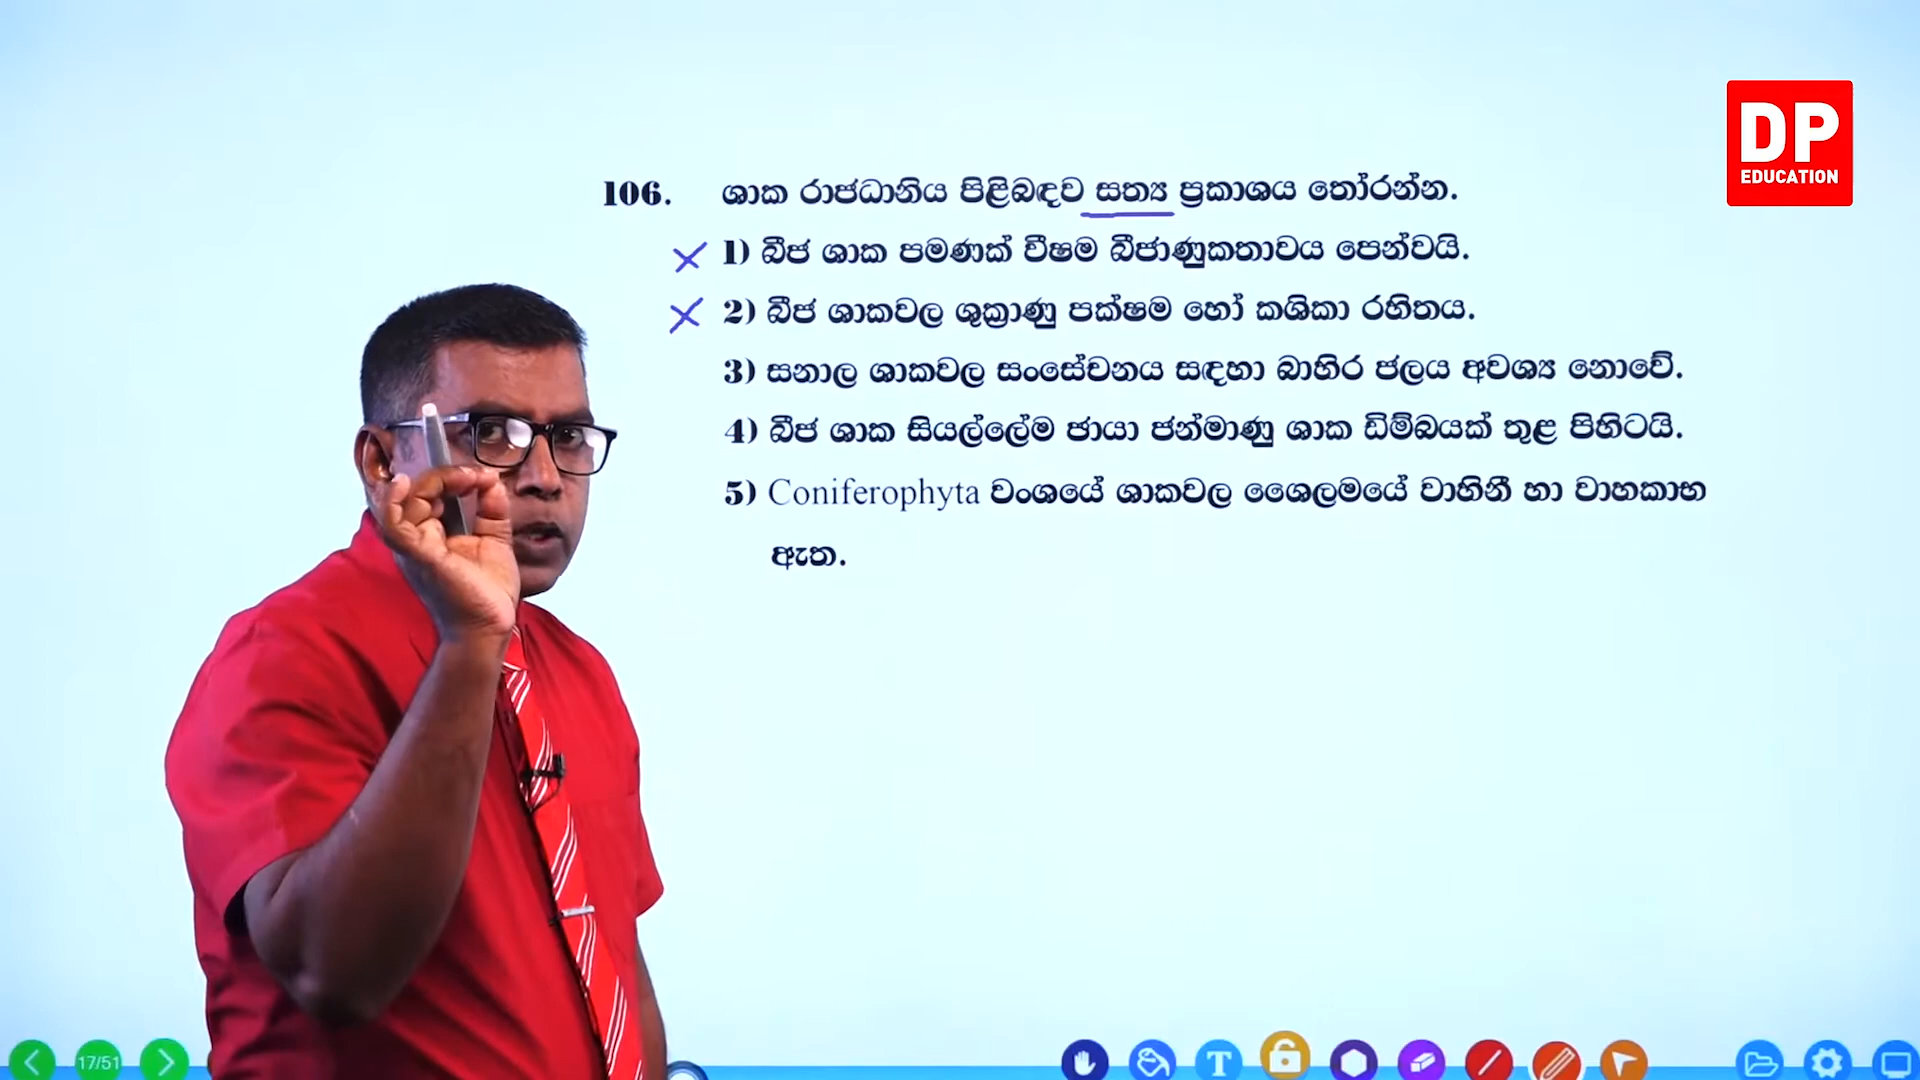 DP
EDUCATION
106. ශාක රාජධානිය පිළිබඳව සත්‍ය ප්‍රකාශය තෝරන්න.
1) බීජ ශාක පමණක් විෂම බීජාණුකතාවය පෙන්වයි.
2) බීජ ශාකවල ශුක්‍රාණු පක්ෂම හෝ කශිකා රහිතය.
3) සනාල ශාකවල සංසේචනය සඳහා බාහිර ජලය අවශ්‍ය නොවේ.
4) බීජ ශාක සියල්ලේම ඡායා ජන්මාණු ශාක ඩිම්බයක් තුළ පිහිටයි.
5) Coniferophyta වංශයේ ශාකවල ශෛලමයේ වාහිනී හා වාහකාභ
ඇත.
17/51
T